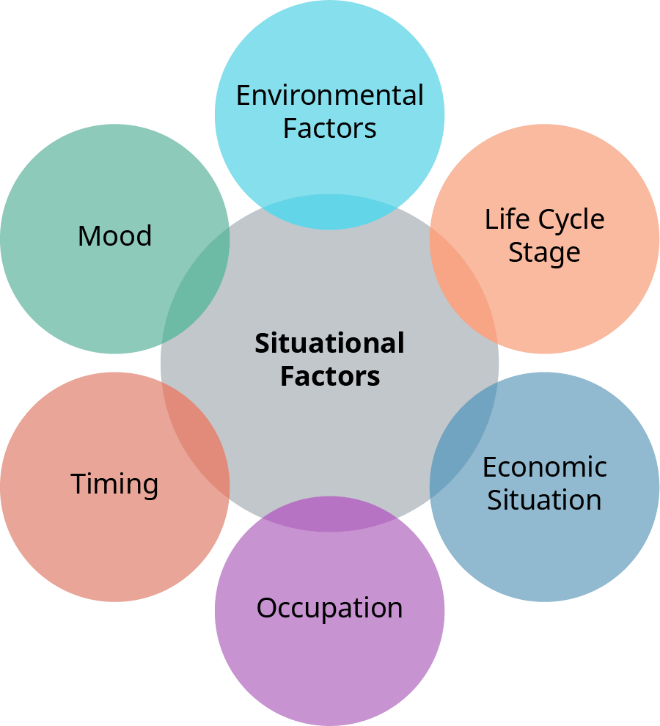 Environmental
Factors
Life Cycle
Stage
Mood
Situational
Factors
Economic
Situation
Timing
Occupation